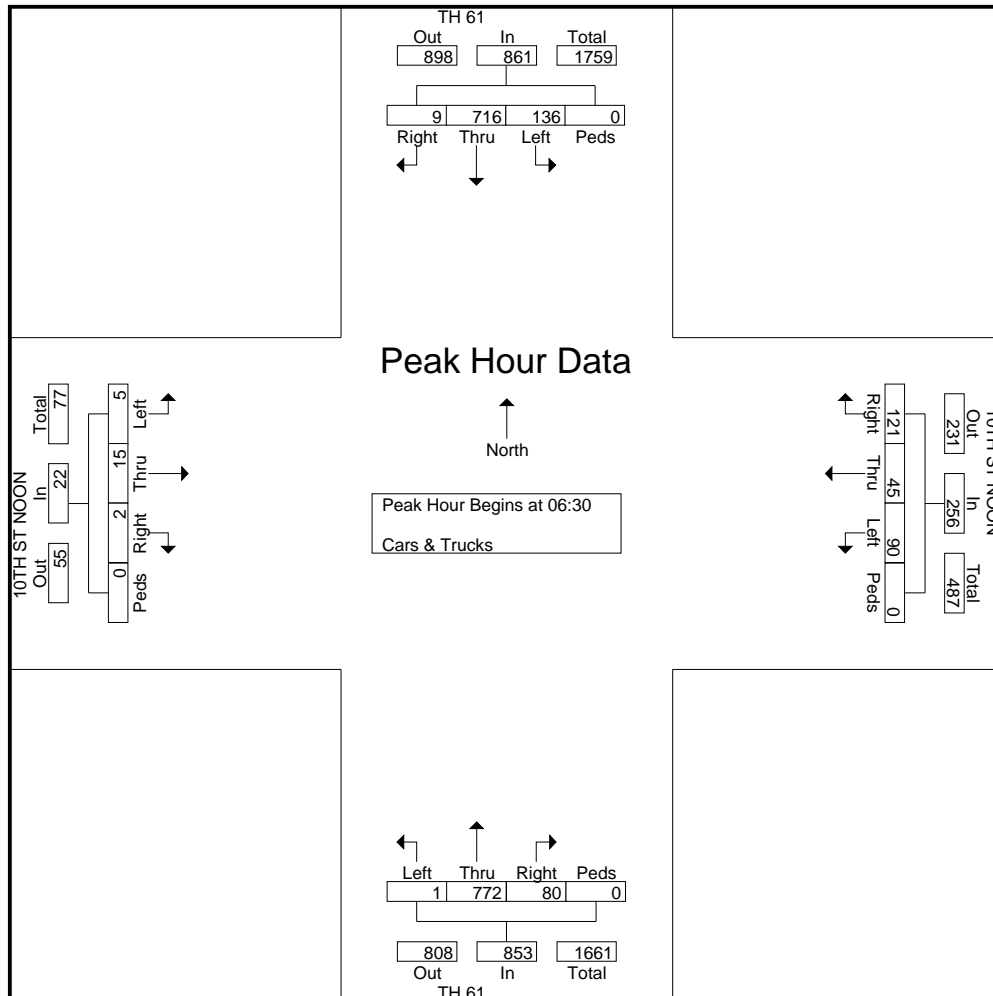 TH 61
Out In Total
898 861 1759
9 716 136 0
Right Thru Left Peds
Peak Hour Data
North
Peak Hour Begins at 06:30
Cars & Trucks
10TH ST NOON
Out In Total
55 22 77
5 15 2 0
Left Thru Right Peds
10TH ST NOON
Out In Total
231 256 487
121 45 90 0
Right Thru Left Peds
Left Thru Right Peds
1 772 80 0
808 853 1661
Out In Total
TH 61